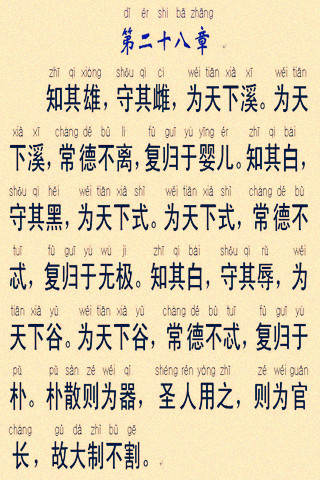 dī èr shí bā zhāng
第二十八章
zhī qí xióng shǒu qí cí wéi tiān xià xī wéi tiān
知其雄，守其雌，为天下溪。为天
xià xī cháng dé bù lí fù guī yú yīng ér zhī qí bái
下溪，常德不离，复归于婴儿。知其白，
shǒu qí hēi wéi tiān xià shì wéi tiān xià shì cháng dé bù
守其黑，为天下式。为天下式，常德不
tuī fù guī yú wú jí zhī qí bái shǒu qí rǔ wéi
忒，复归于无极。知其白，守其辱，为
tiān xià yù wéi tiān xià yù cháng dé bù tuī fù guī yú
天下谷。为天下谷，常德不忒，复归于
pǔ pǔ sàn zé wéi qì shéng rén yóng zhī zé wéi guān
朴。朴散则为器，圣人用之，则为官
cháng gù dà zhì bù gē
长，故大制不割。